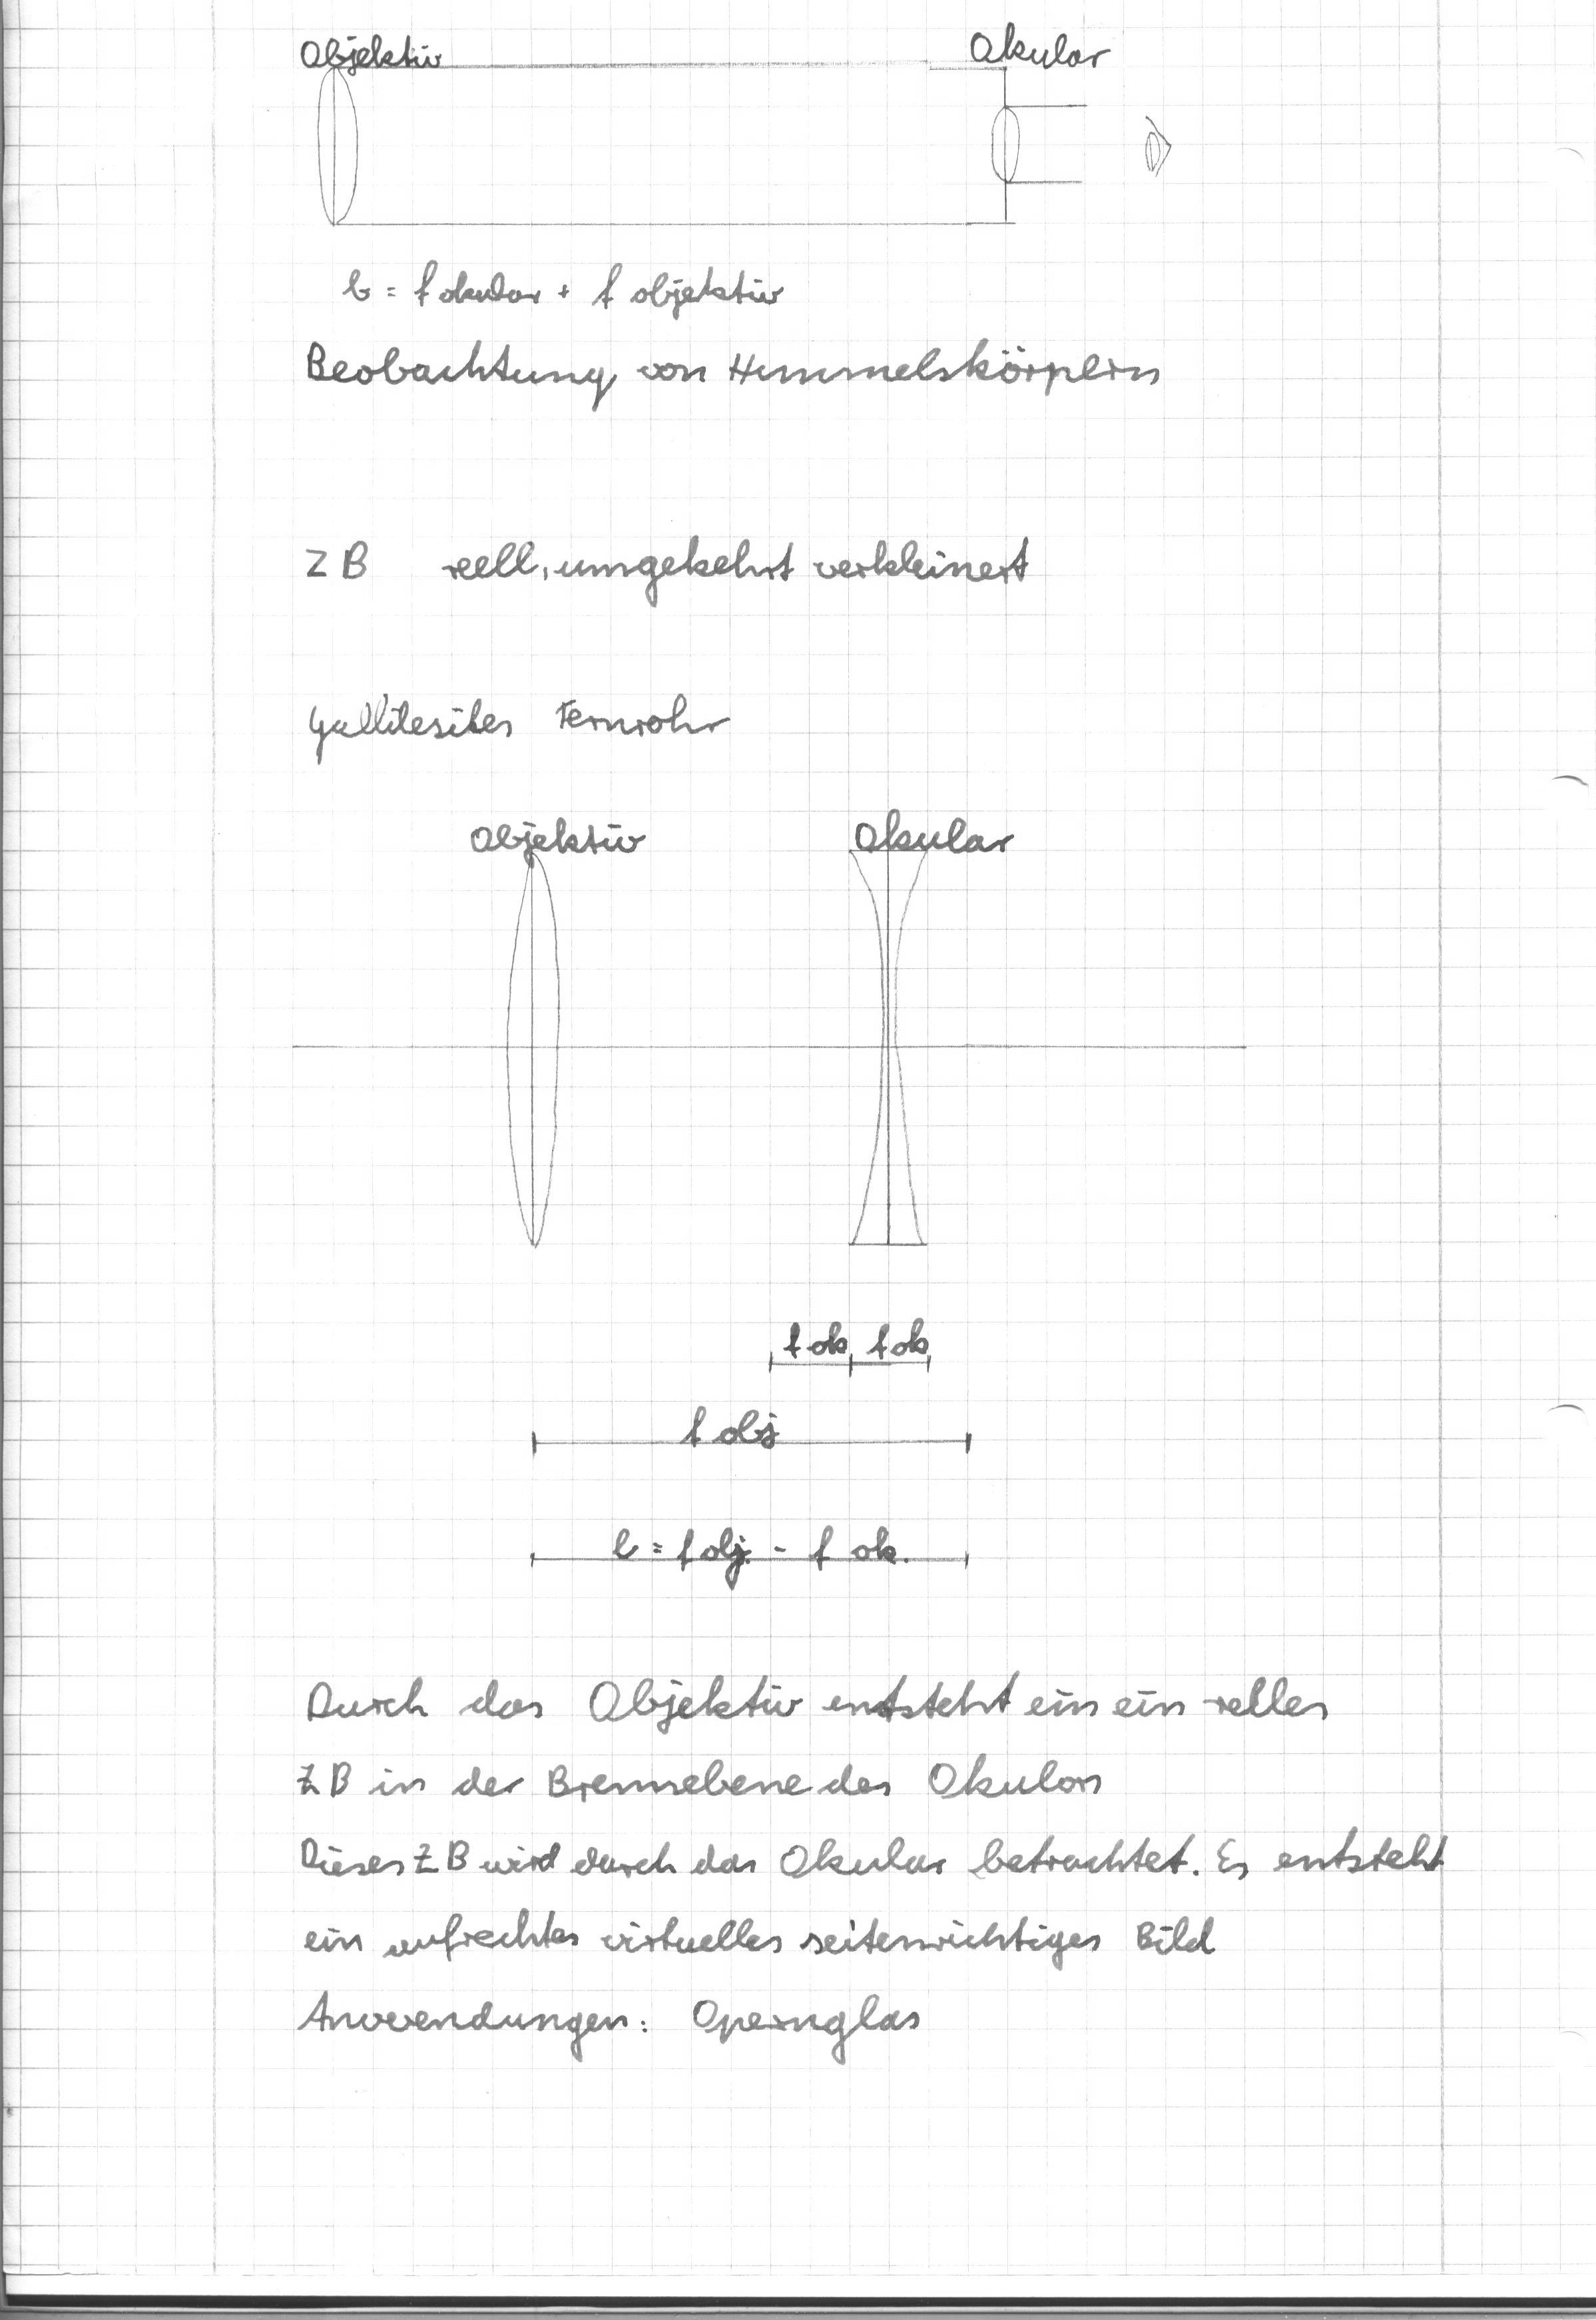 Objektiv Okular
l = f okular + f objektiv
Beobachtung von Himmelskörpern
ZB reell, umgekehrt verkleinert
Fernrohr
Objektiv Okular
f ok f ok
f obj
l = f obj. - f ok.
Durch das Objektiv entsteht ein ein relles
ZB in der Brennebene des Okulars
Dieses ZB wird durch das Okular betrachtet. Es entsteht
ein aufrechtes virtuelles seitenrichtiges Bild
Anwendungen: Opernglas